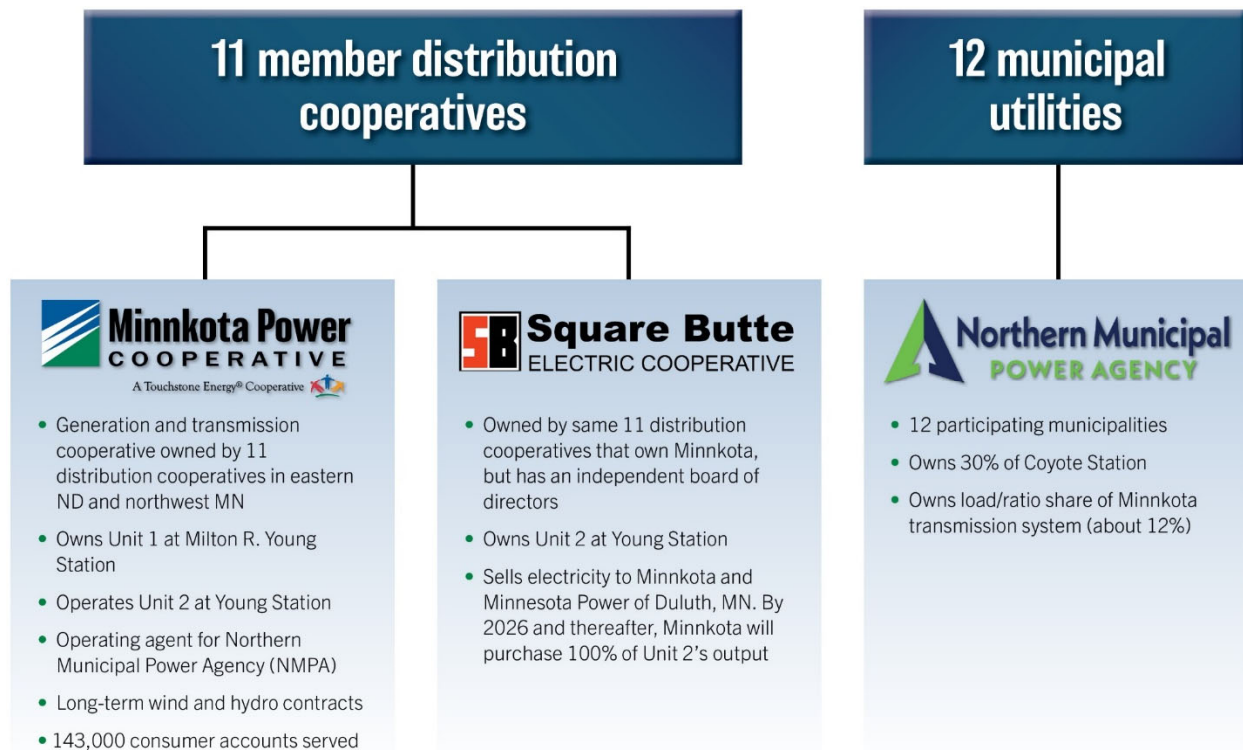 11 member distribution
cooperatives
12 municipal
utilities
Minnkota Power
COOPERATIVE
A Touchstone Energy® Cooperative
• Generation and transmission
cooperative owned by 11
distribution cooperatives in eastern
ND and northwest MN
• Owns Unit 1 at Milton R. Young
Station
• Operates Unit 2 at Young Station
• Operating agent for Northern
Municipal Power Agency (NMPA)
• Long-term wind and hydro contracts
• 143,000 consumer accounts served
SB
Square Butte
ELECTRIC COOPERATIVE
• Owned by same 11 distribution
cooperatives that own Minnkota,
but has an independent board of
directors
• Owns Unit 2 at Young Station
• Sells electricity to Minnkota and
Minnesota Power of Duluth, MN. By
2026 and thereafter, Minnkota will
purchase 100% of Unit 2's output
Northern Municipal
POWER AGENCY
• 12 participating municipalities
• Owns 30% of Coyote Station
• Owns load/ratio share of Minnkota
transmission system (about 12%)